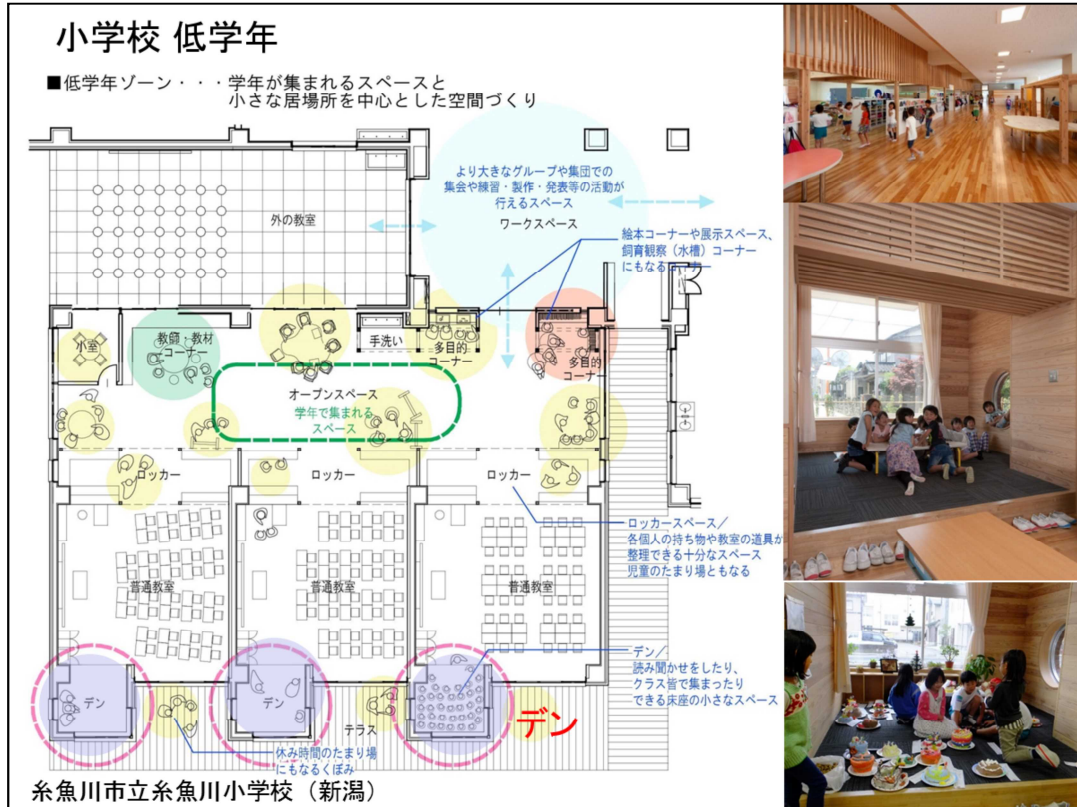 小学校 低学年
■低学年ゾーン・・・学年が集まれるスペースと
小さな居場所を中心とした空間づくり
より大きなグループや集団での
集会や練習・製作・発表等の活動が
行えるスペース
ワークスペース
外の教室
絵本コーナーや展示スペース、
飼育観察（水槽）コーナー
にもなるコーナー
小室
教師・教材
コーナー
手洗い
多目的
コーナー
多目的
コーナー
オープンスペース
学年で集まれる
スペース
ロッカー
ロッカー
ロッカー
ロッカースペース／
各個人の持ち物や教室の道具が
整理できる十分なスペース
児童のたまり場ともなる
普通教室
普通教室
普通教室
デン／
読み聞かせをしたり、
クラス皆で集まったり
できる床座の小さなスペース
デン
デン
デン
テラス
休み時間のたまり場
にもなるくぼみ
糸魚川市立糸魚川小学校（新潟）